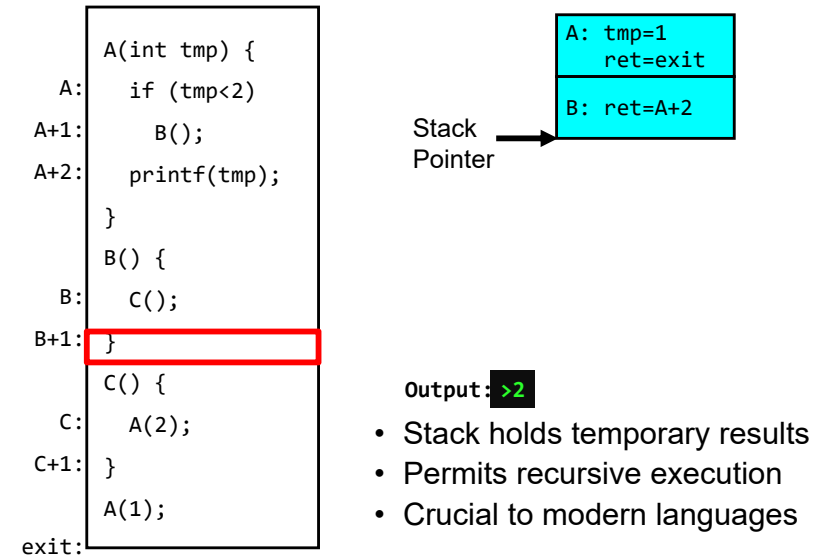 A(int tmp) {
A: if (tmp<2)
A+1: B();
A+2: printf(tmp);
}
B() {
B: C();
B+1: }
C() {
C: A(2);
C+1: }
A(1);
exit:
A: tmp=1
ret=exit
B: ret=A+2
Stack
Pointer
Output: >2
• Stack holds temporary results
• Permits recursive execution
• Crucial to modern languages